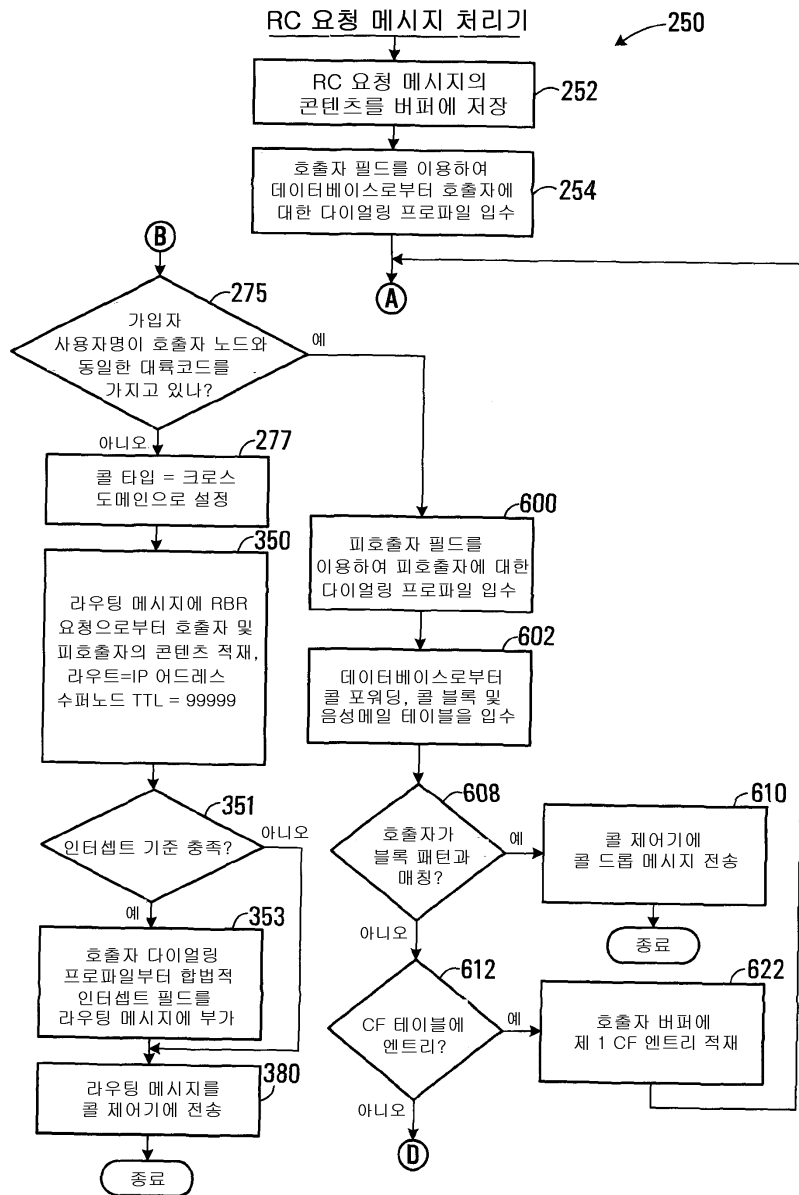 RC 요청 메시지 처리기
250
RC 요청 메시지의
콘텐츠를 버퍼에 저장
252
호출자 필드를 이용하여
데이터베이스로부터 호출자에
대한 다이얼링 프로파일 입수
254
A
B
275
가입자
사용자명이 호출자 노드와
동일한 대륙코드를
가지고 있나?
예
아니오
277
콜 타입 = 크로스
도메인으로 설정
350
라우팅 메시지에 RBR
요청으로부터 호출자 및
피호출자의 콘텐츠 적재,
라우트=IP 어드레스
수퍼노드 TTL = 99999
351
인터셉트 기준 충족?
아니오
예
353
호출자 다이얼링
프로파일부터 합법적
인터셉트 필드를
라우팅 메시지에 부가
380
라우팅 메시지를
콜 제어기에 전송
종료
600
피호출자 필드를
이용하여 피호출자에 대한
다이얼링 프로파일 입수
602
데이터베이스로부터
콜 포워딩, 콜 블록 및
음성메일 테이블을 입수
608
호출자가
블록 패턴과
매칭?
예
아니오
610
콜 제어기에
콜 드롭 메시지 전송
종료
612
CF 테이블에
엔트리?
예
아니오
622
호출자 버퍼에
제 1 CF 엔트리 적재
D